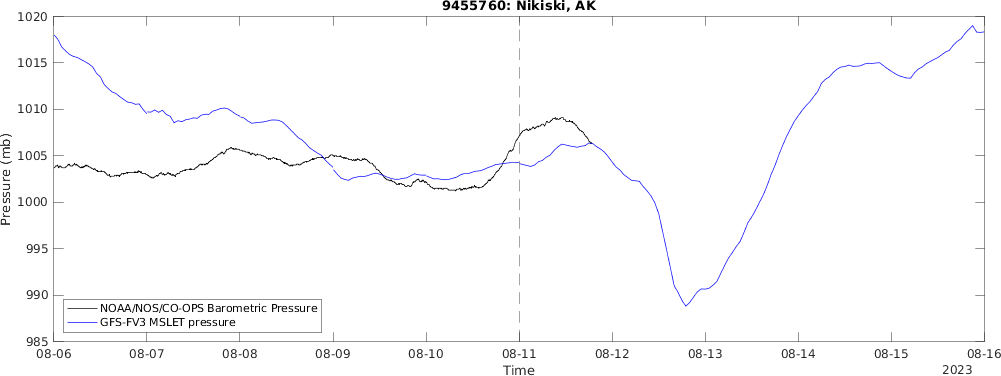 9455760: Nikiski, AK
Pressure (mb)
1020
1015
1010
1005
1000
995
990
985
NOAA/NOS/CO-OPS Barometric Pressure
GFS-FV3 MSLET pressure
08-06 08-07 08-08 08-09 08-10 08-11 08-12 08-13 08-14 08-15 08-16
Time
2023